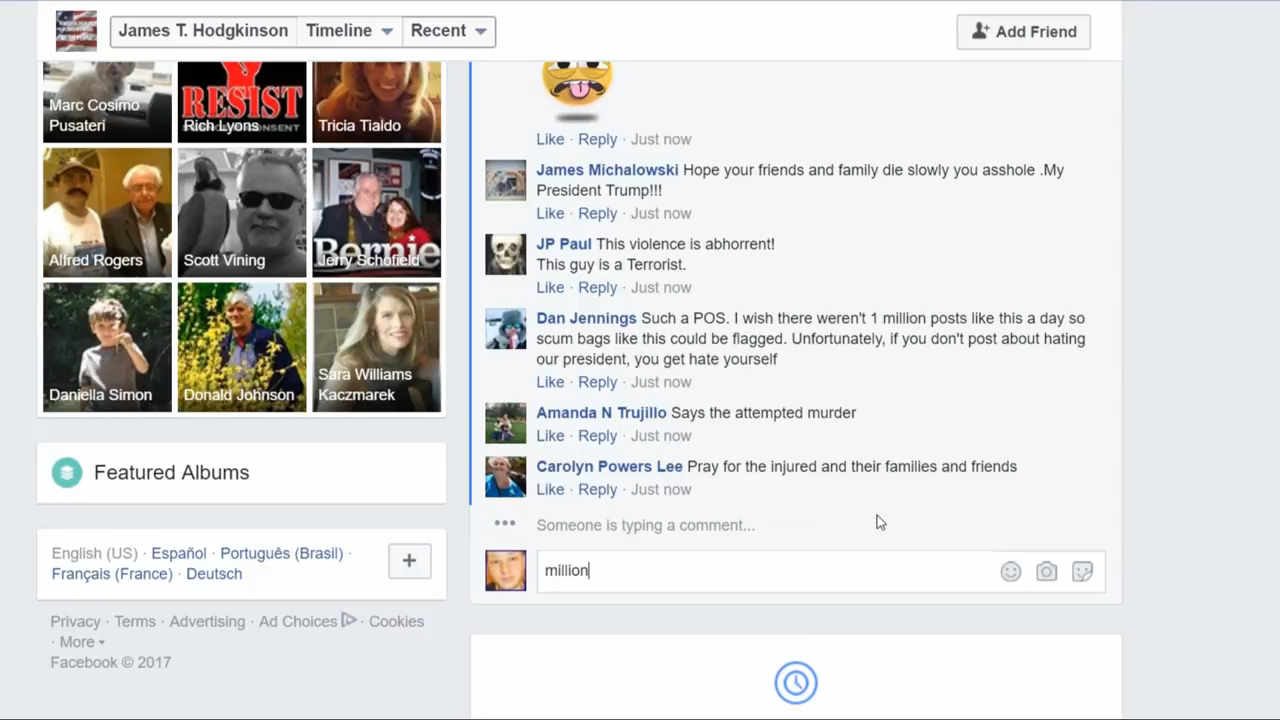 James T. Hodgkinson
Timeline
Recent
Add Friend
Marc Cosimo
Pusateri
RESIST
Rich Lyons
Tricia Tialdo
Alfred Rogers
Scott Vining
Bernie
Jerry Schofield
Daniella Simon
Donald Johnson
Sara Williams
Kaczmarek
Featured Albums
English (US) · Español · Português (Brasil) ·
Français (France) · Deutsch
+
Privacy · Terms · Advertising · Ad Choices · Cookies
· More
Facebook © 2017
Like · Reply · Just now
James Michalowski Hope your friends and family die slowly you asshole .My
President Trump!!!
Like · Reply · Just now
JP Paul This violence is abhorrent!
This guy is a Terrorist.
Like · Reply · Just now
Dan Jennings Such a POS. I wish there weren't 1 million posts like this a day so
scum bags like this could be flagged. Unfortunately, if you don't post about hating
our president, you get hate yourself
Like · Reply · Just now
Amanda N Trujillo Says the attempted murder
Like · Reply · Just now
Carolyn Powers Lee Pray for the injured and their families and friends
Like · Reply · Just now
Someone is typing a comment...
million